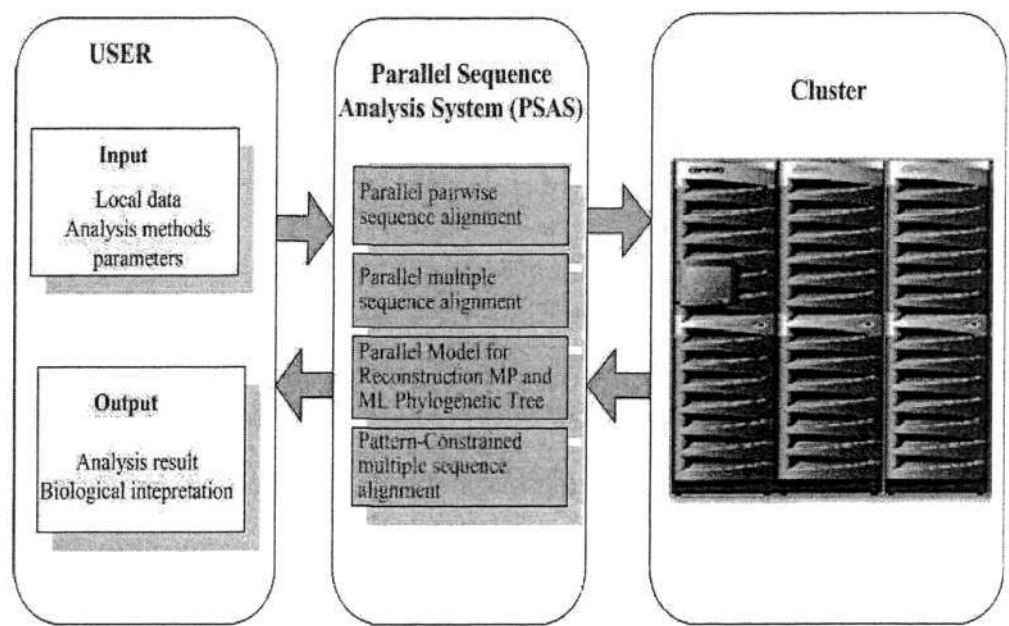 USER
Input
Local data
Analysis methods
parameters
Output
Analysis result
Biological intepretation
Parallel Sequence
Analysis System (PSAS)
Parallel pairwise
sequence alignment
Parallel multiple
sequence alignment
Parallel Model for
Reconstruction MP and
ML Phylogenetic Tree
Pattern-Constrained
multiple sequence
alignment
Cluster